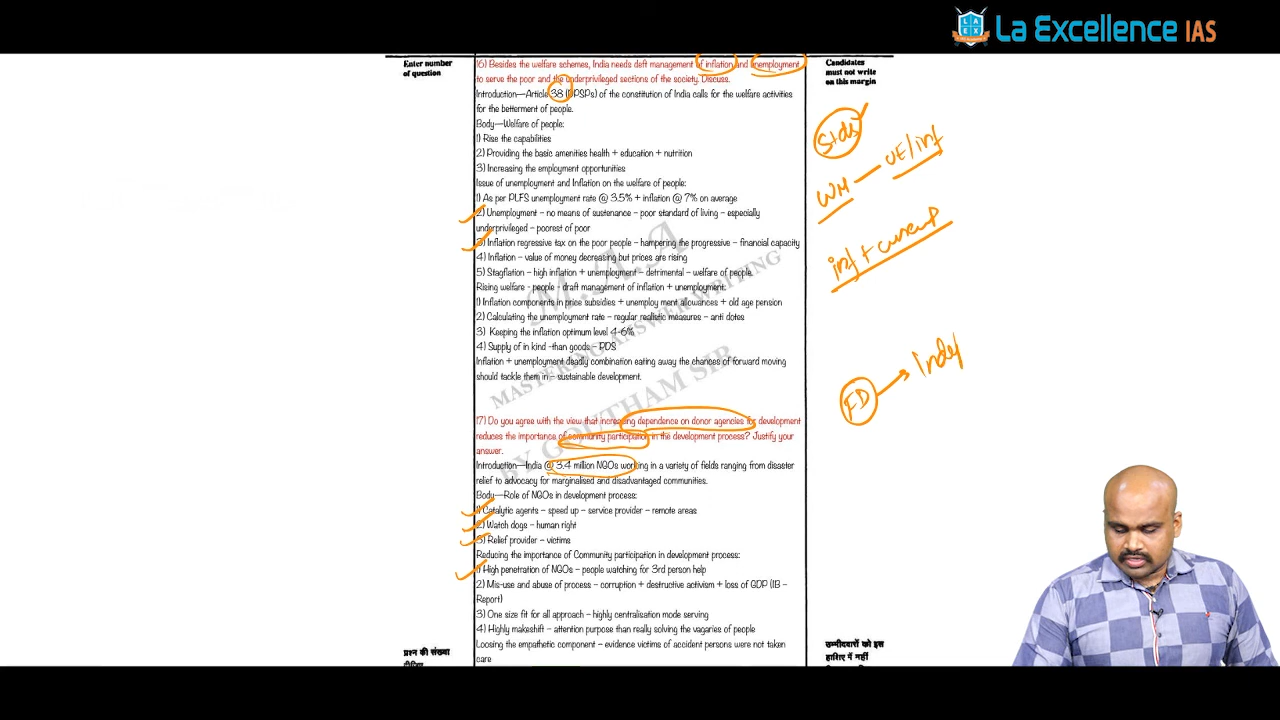 La Excellence IAS
LA
EX
Enter number
of question
Candidates
must not write
on this margin
16) Besides the welfare schemes, India needs deft management of inflation and unemployment
to serve the poor and the underprivileged sections of the society. Discuss.
Introduction—Article 38 (DPSPs) of the constitution of India calls for the welfare activities
for the betterment of people.
Body—Welfare of people:
1) Rise the capabilities
2) Providing the basic amenities health + education + nutrition
3) Increasing the employment opportunities
Issue of unemployment and Inflation on the welfare of people:
1) As per PLFS unemployment rate @ 3.5% + inflation @ 7% on average
2) Unemployment – no means of sustenance – poor standard of living – especially
underprivileged – poorest of poor
3) Inflation regressive tax on the poor people – hampering the progressive – financial capacity
4) Inflation – value of money decreasing but prices are rising
5) Stagflation – high inflation + unemployment – detrimental – welfare of people.
Rising welfare - people - draft management of inflation + unemployment:
1) Inflation components in price subsidies + unemploy ment allowances + old age pension
2) Calculating the unemployment rate – regular realistic measures – anti dotes
3) Keeping the inflation optimum level 4-6%
4) Supply of in kind -than goods – PDS
Inflation + unemployment deadly combination eating away the chances of forward moving
should tackle them in – sustainable development.
17) Do you agree with the view that increasing dependence on donor agencies for development
reduces the importance of community participation in the development process? Justify your
answer.
Introduction—India @ 3.4 million NGOs working in a variety of fields ranging from disaster
relief to advocacy for marginalised and disadvantaged communities.
Body—Role of NGOs in development process:
1) Catalytic agents – speed up – service provider – remote areas
2) Watch dogs – human right
3) Relief provider – victims
Reducing the importance of Community participation in development process:
1) High penetration of NGOs – people watching for 3rd person help
2) Mis-use and abuse of process – corruption + destructive activism + loss of GDP (IB –
Report)
3) One size fit for all approach – highly centralisation mode serving
4) Highly makeshift – attention purpose than really solving the vagaries of people
Loosing the empathetic component – evidence victims of accident persons were not taken
care
M.A.A
MASTERING ANSWER WRITING
BY GOUTHAM SIR
WM — UE/inf
inf + current
FD → Index
प्रश्न की संख्या
उम्मीदवारों को इस
हाशिए में नहीं